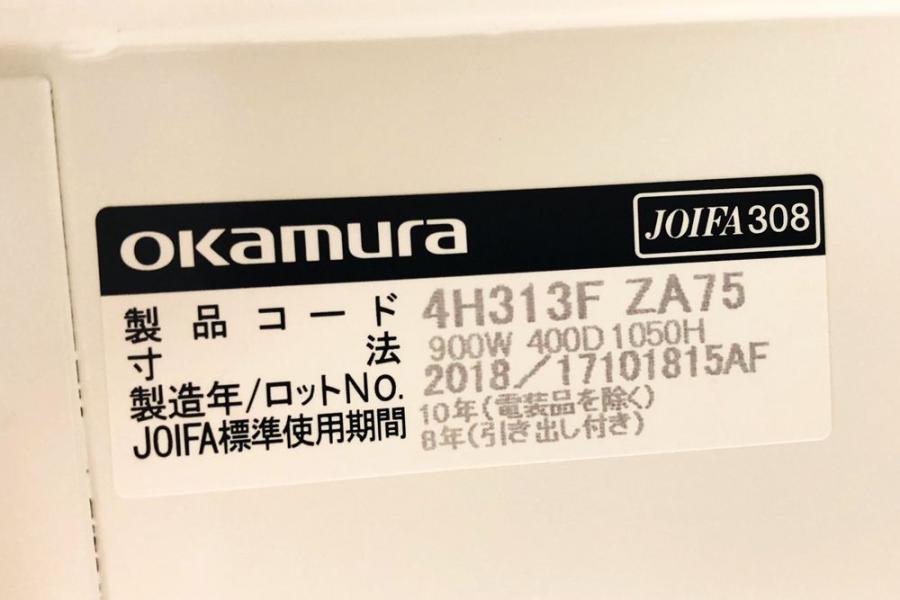 okamura JOIFA308
製品コード 4H313F ZA75
寸法 900W 400D 1050H
製造年/ロットNO. 2018/17101815AF
JOIFA標準使用期間 10年(電装品を除く)
8年(引き出し付き)